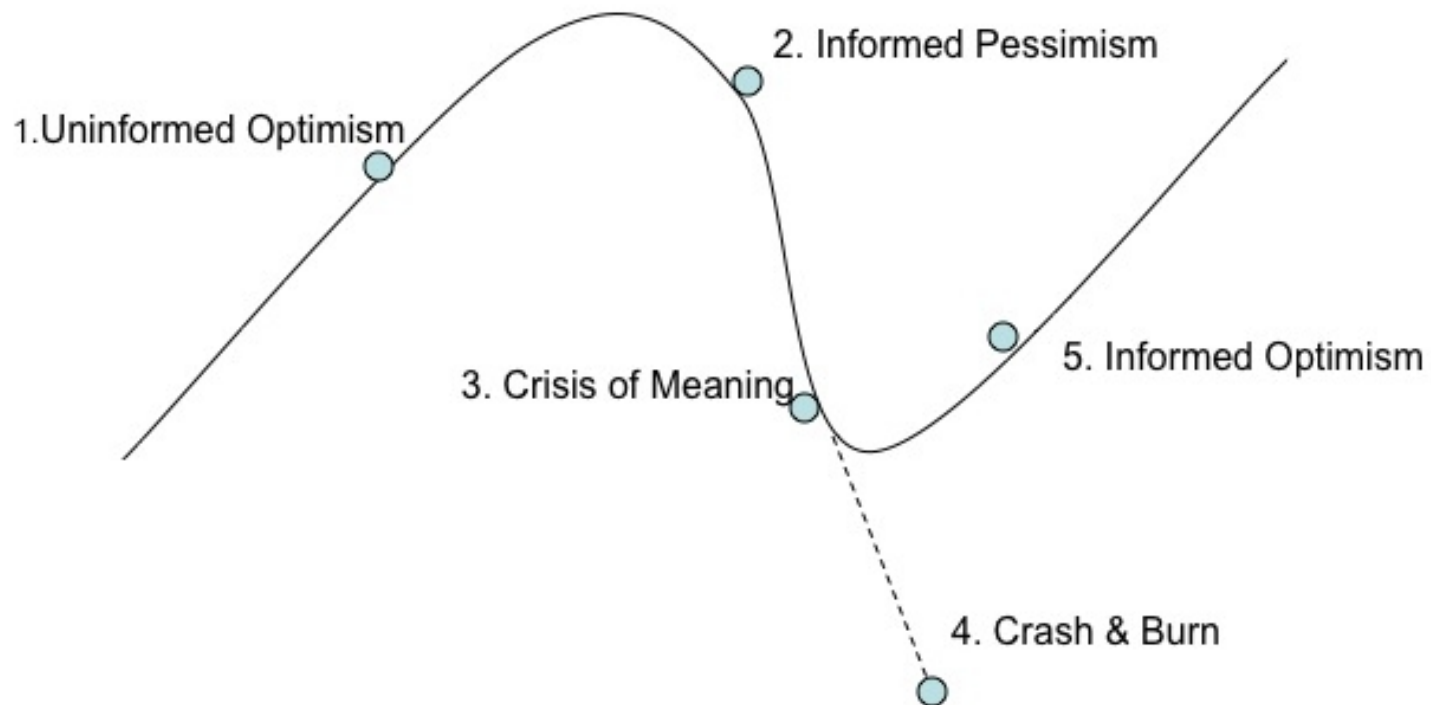 2. Informed Pessimism
1.Uninformed Optimism
5. Informed Optimism
3. Crisis of Meaning
4. Crash & Burn